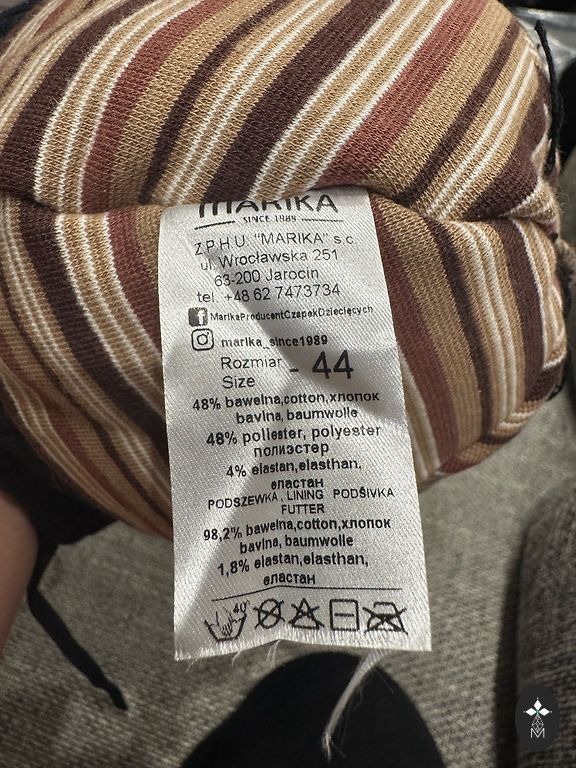 MARIKA
SINCE 1989
Z.P.H.U. "MARIKA" s.c.
ul. Wrocławska 251
63-200 Jarocin
tel. +48 62 7473734
MarikaProducentCzapekDziecięcych
marika_since1989
Rozmiar
Size
- 44
48% bawełna,cotton,хлопок
bavlna, baumwolle
48% poliester, polyester
полиэстер
4% elastan,elasthan,
еластан
PODSZEWKA , LINING PODŠIVKA
FUTTER
98,2% bawełna,cotton,хлопок
bavlna, baumwolle
1,8% elastan,elasthan,
еластан
40°
M